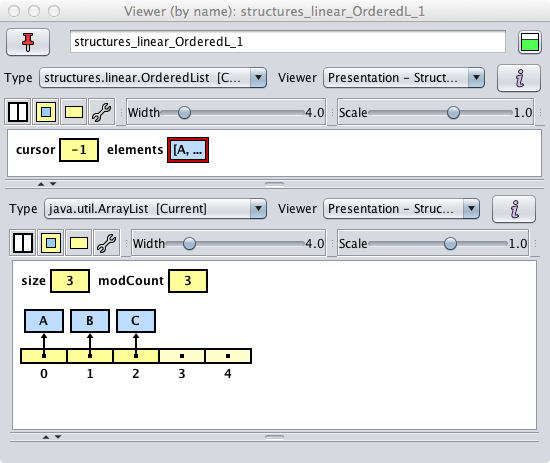 Viewer (by name): structures_linear_OrderedL_1
structures_linear_OrderedL_1
Type structures.linear.OrderedList [C... Viewer Presentation – Struct... i
Width 4.0 Scale 1.0
cursor -1 elements [A, ...
Type java.util.ArrayList [Current] Viewer Presentation – Struc... i
Width 4.0 Scale 1.0
size 3 modCount 3
A B C
0 1 2 3 4